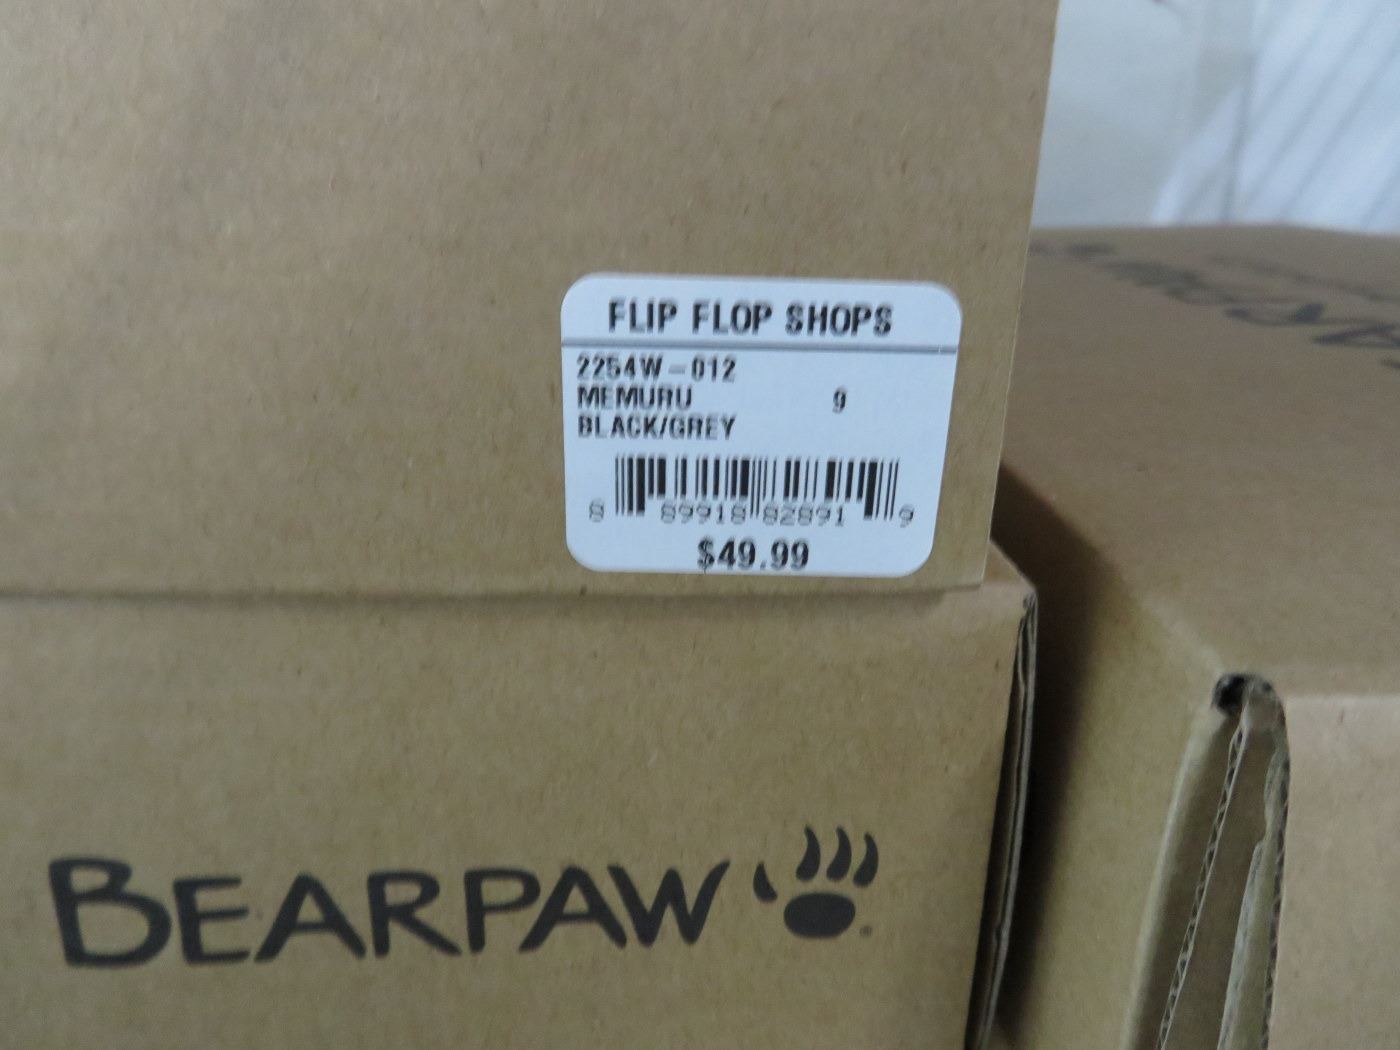 FLIP FLOP SHOPS
2254W-012
MEMURU 9
BLACK/GREY
8 89918 82891 9
$49.99
BEARPAW